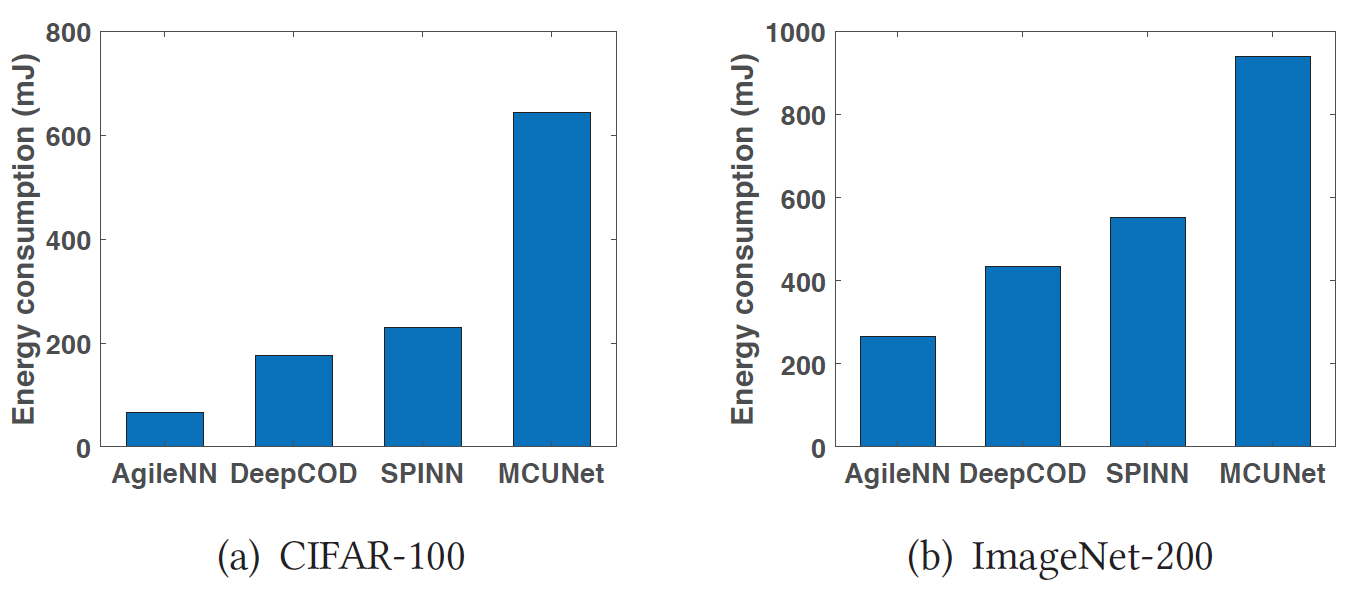 Energy consumption (mJ)
800
600
400
200
0
AgileNN DeepCOD SPINN MCUNet
(a) CIFAR-100
Energy consumption (mJ)
1000
800
600
400
200
0
AgileNN DeepCOD SPINN MCUNet
(b) ImageNet-200